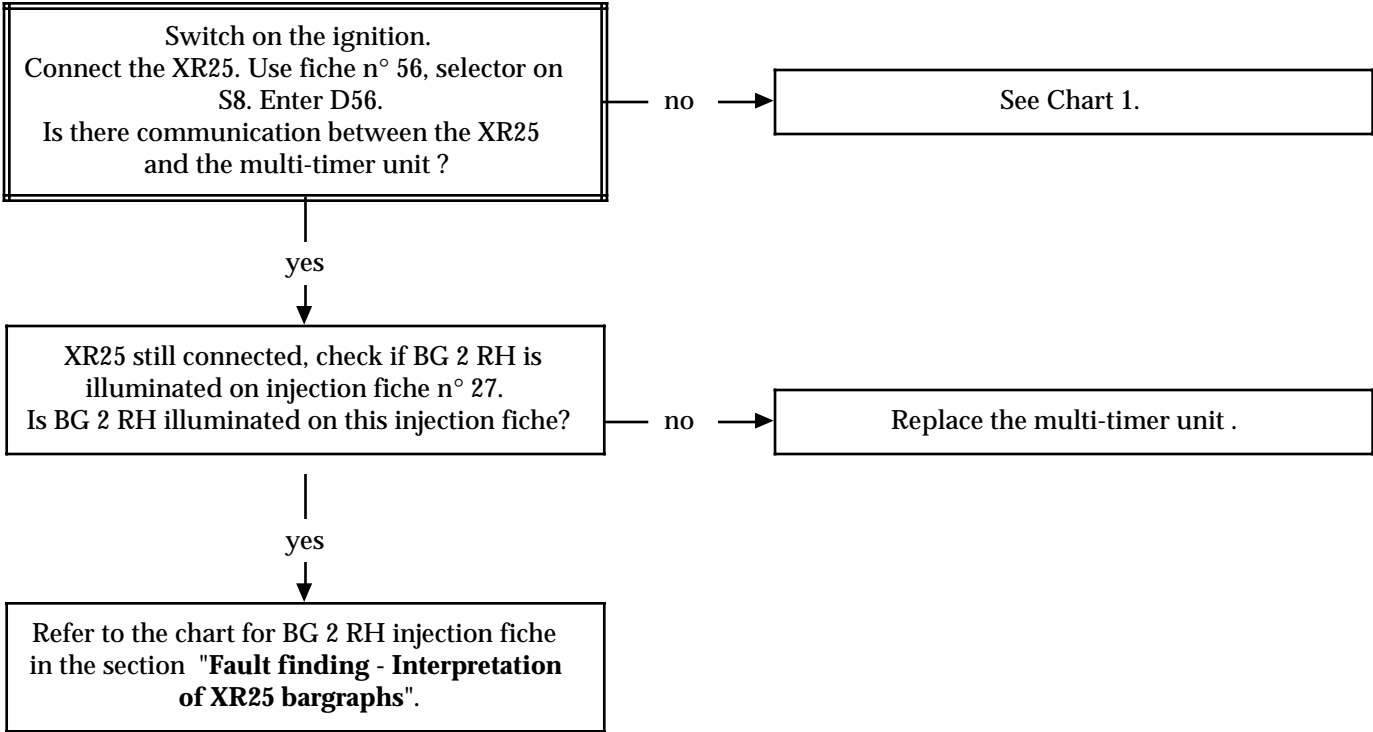 Switch on the ignition.
Connect the XR25. Use fiche n° 56, selector on
S8. Enter D56.
Is there communication between the XR25
and the multi-timer unit ?
no
See Chart 1.
yes
XR25 still connected, check if BG 2 RH is
illuminated on injection fiche n° 27.
Is BG 2 RH illuminated on this injection fiche?
no
Replace the multi-timer unit .
yes
Refer to the chart for BG 2 RH injection fiche
in the section "Fault finding - Interpretation
of XR25 bargraphs".